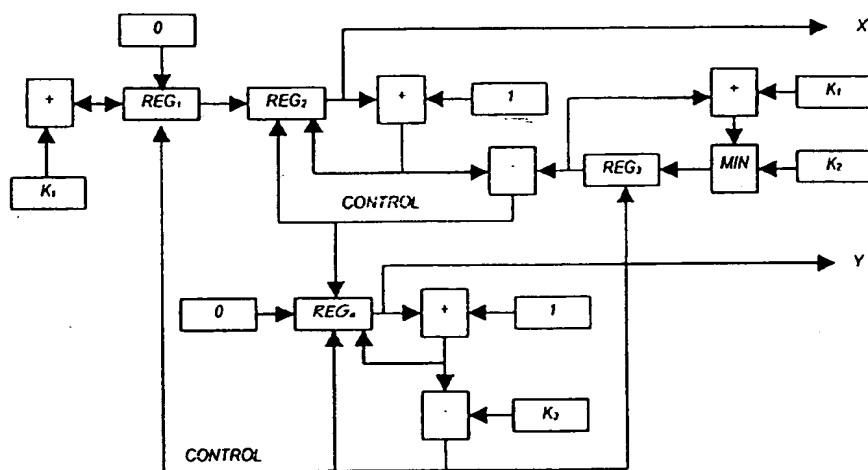 0
X
+
REG₁
REG₂
+
1
+
K₁
K₁
-
REG₃
MIN
K₂
CONTROL
Y
0
REG₄
+
1
-
K₃
CONTROL